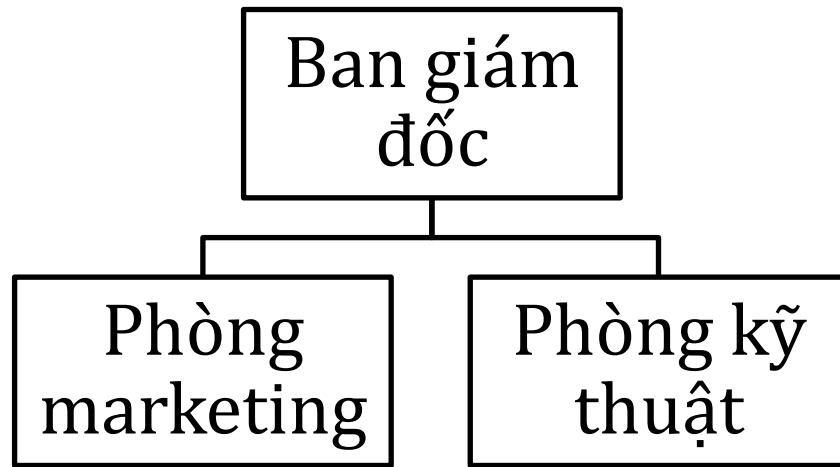 Ban giám
đốc
Phòng
marketing
Phòng kỹ
thuật